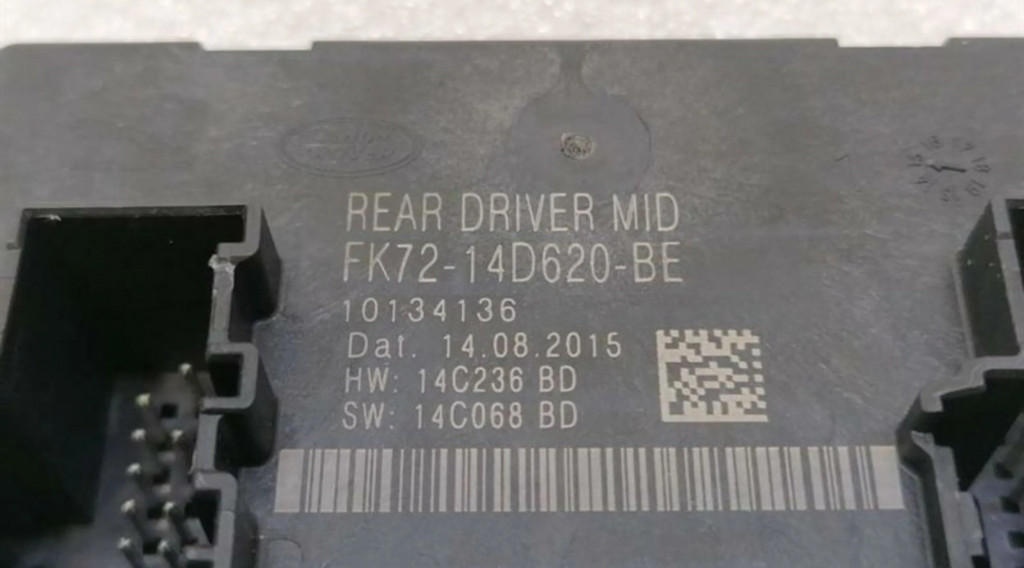 REAR DRIVER MID
FK72-14D620-BE
10134136
Dat. 14.08.2015
HW: 14C236 BD
SW: 14C068 BD